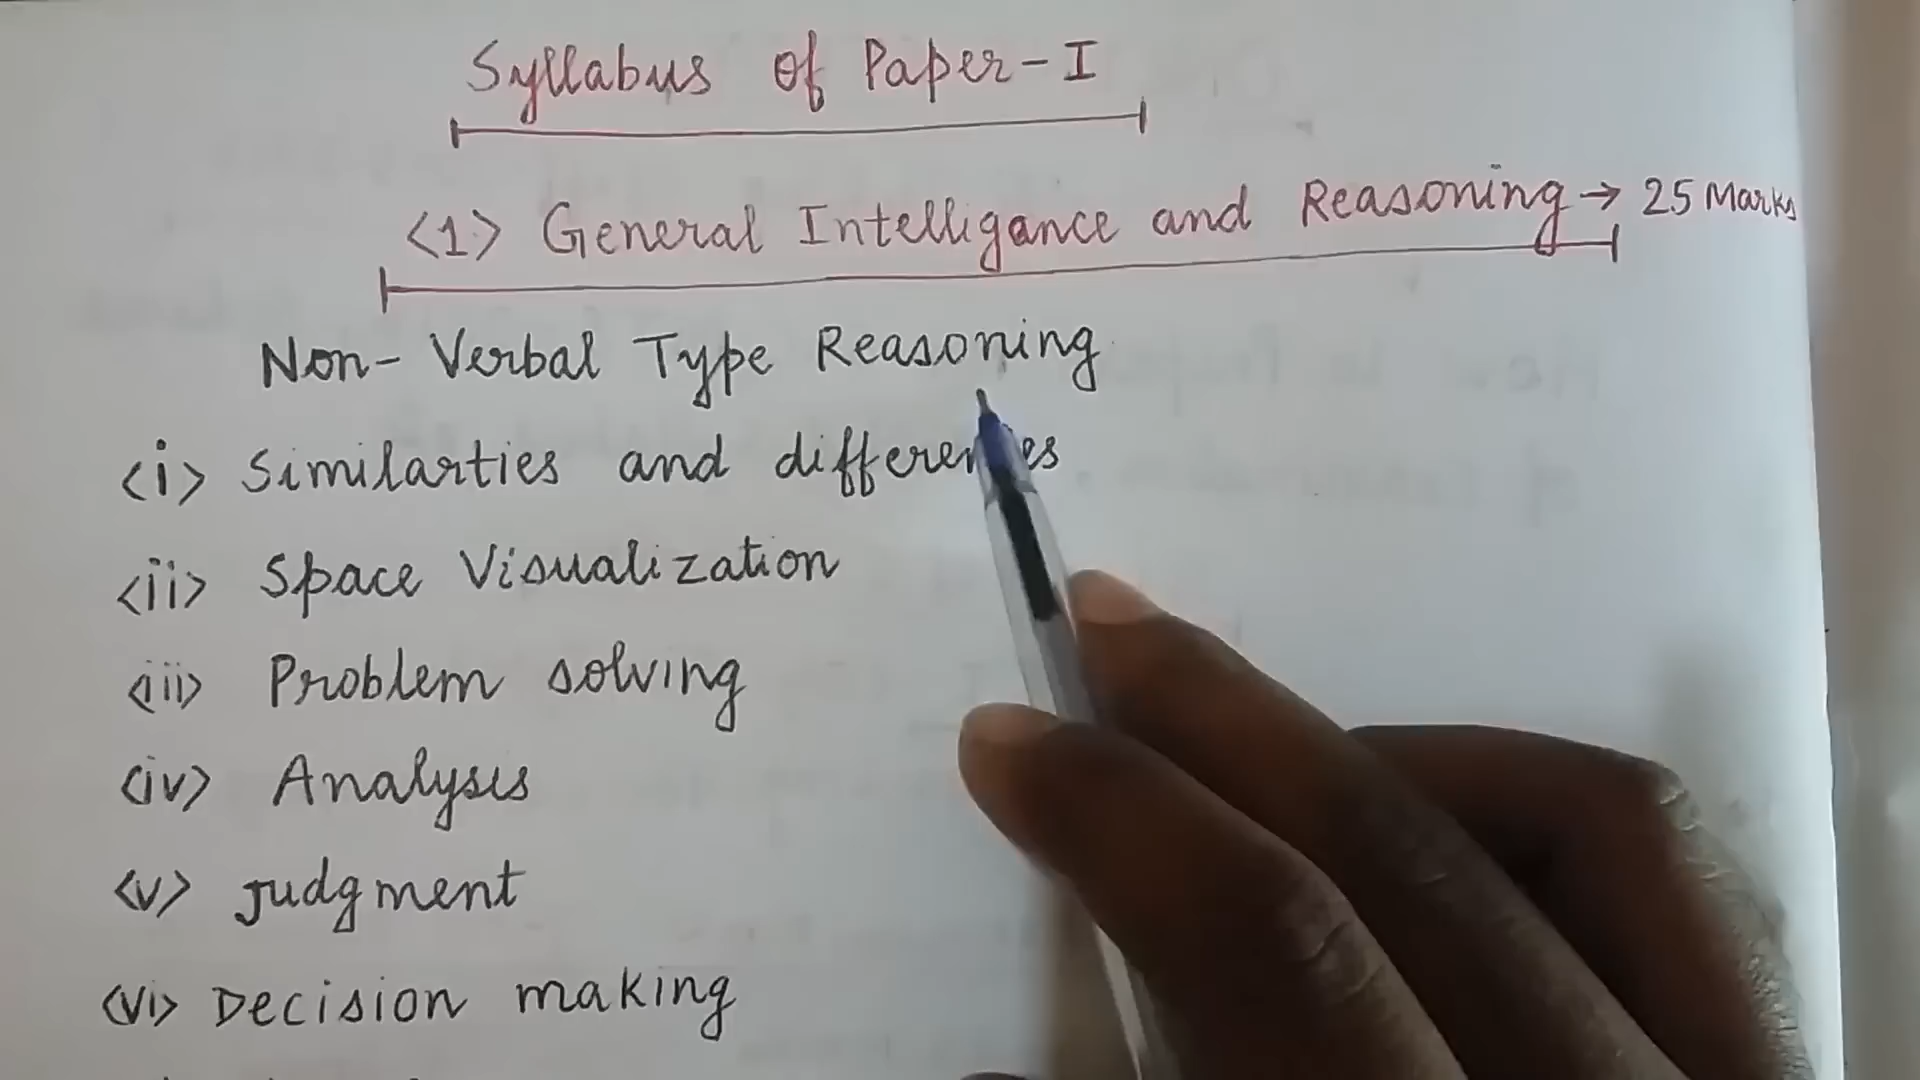 Syllabus of Paper-I
<1> General Intelligance and Reasoning → 25 Marks
Non-Verbal Type Reasoning
<i> Similarties and
<ii> Space Visualization
<iii> Problem solving
<iv> Analysis
<v> Judgment
<vi> Decision making